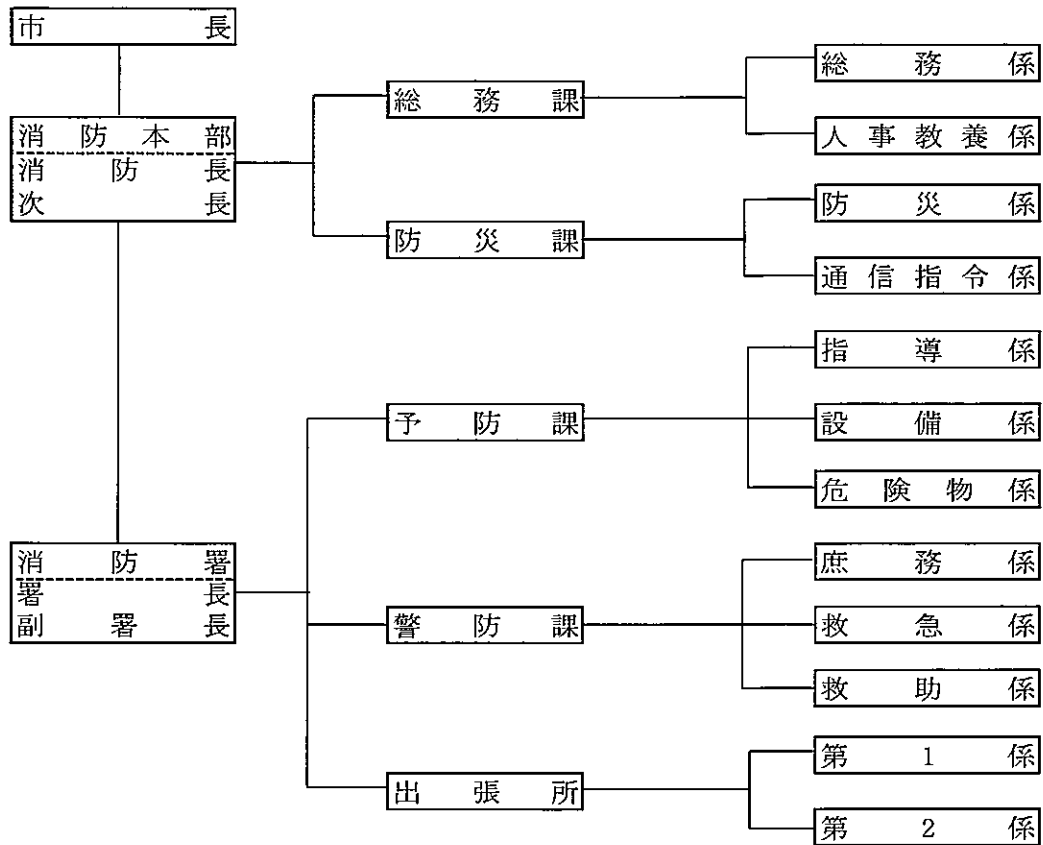 市長
総務係
総務課
消防本部
人事教養係
消防長
次長
防災係
防災課
通信指令係
指導係
予防課
設備係
危険物係
消防署
庶務係
署長
副署長
警防課
救急係
救助係
第1係
出張所
第2係